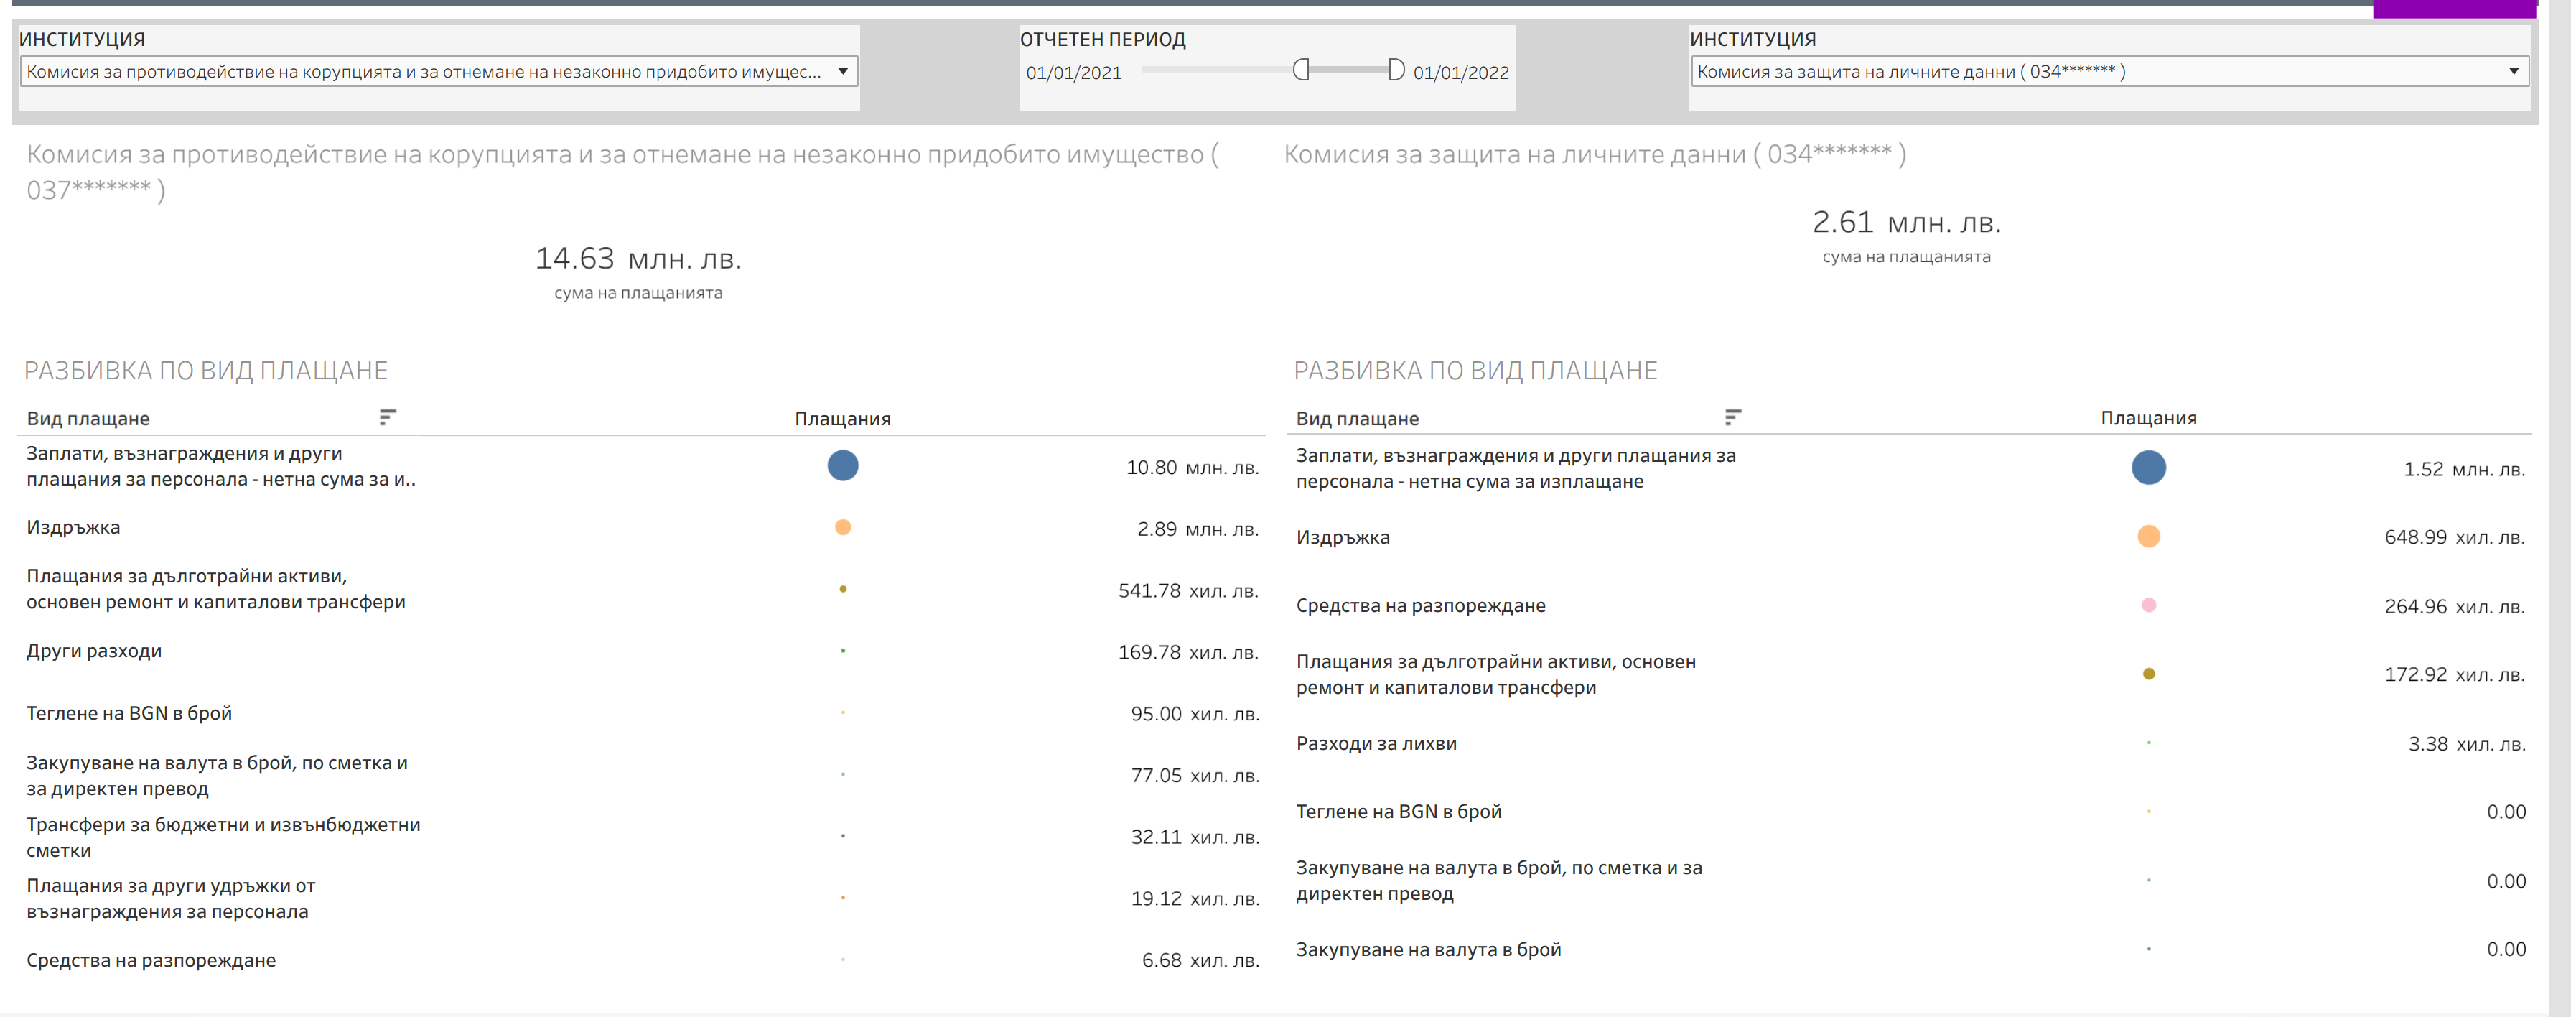 ИНСТИТУЦИЯ
Комисия за противодействие на корупцията и за отнемане на незаконно придобито имущес...
ОТЧЕТЕН ПЕРИОД
01/01/2021
01/01/2022
ИНСТИТУЦИЯ
Комисия за защита на личните данни ( 034******* )
Комисия за противодействие на корупцията и за отнемане на незаконно придобито имущество (
037******* )
14.63 млн. лв.
сума на плащанията
РАЗБИВКА ПО ВИД ПЛАЩАНЕ
Вид плащане
Плащания
Заплати, възнаграждения и други
плащания за персонала - нетна сума за и..
10.80 млн. лв.
Издръжка
2.89 млн. лв.
Плащания за дълготрайни активи,
основен ремонт и капиталови трансфери
541.78 хил. лв.
Други разходи
169.78 хил. лв.
Теглене на BGN в брой
95.00 хил. лв.
Закупуване на валута в брой, по сметка и
за директен превод
77.05 хил. лв.
Трансфери за бюджетни и извънбюджетни
сметки
32.11 хил. лв.
Плащания за други удръжки от
възнаграждения за персонала
19.12 хил. лв.
Средства на разпореждане
6.68 хил. лв.
Комисия за защита на личните данни ( 034******* )
2.61 млн. лв.
сума на плащанията
РАЗБИВКА ПО ВИД ПЛАЩАНЕ
Вид плащане
Плащания
Заплати, възнаграждения и други плащания за
персонала - нетна сума за изплащане
1.52 млн. лв.
Издръжка
648.99 хил. лв.
Средства на разпореждане
264.96 хил. лв.
Плащания за дълготрайни активи, основен
ремонт и капиталови трансфери
172.92 хил. лв.
Разходи за лихви
3.38 хил. лв.
Теглене на BGN в брой
0.00
Закупуване на валута в брой, по сметка и за
директен превод
0.00
Закупуване на валута в брой
0.00